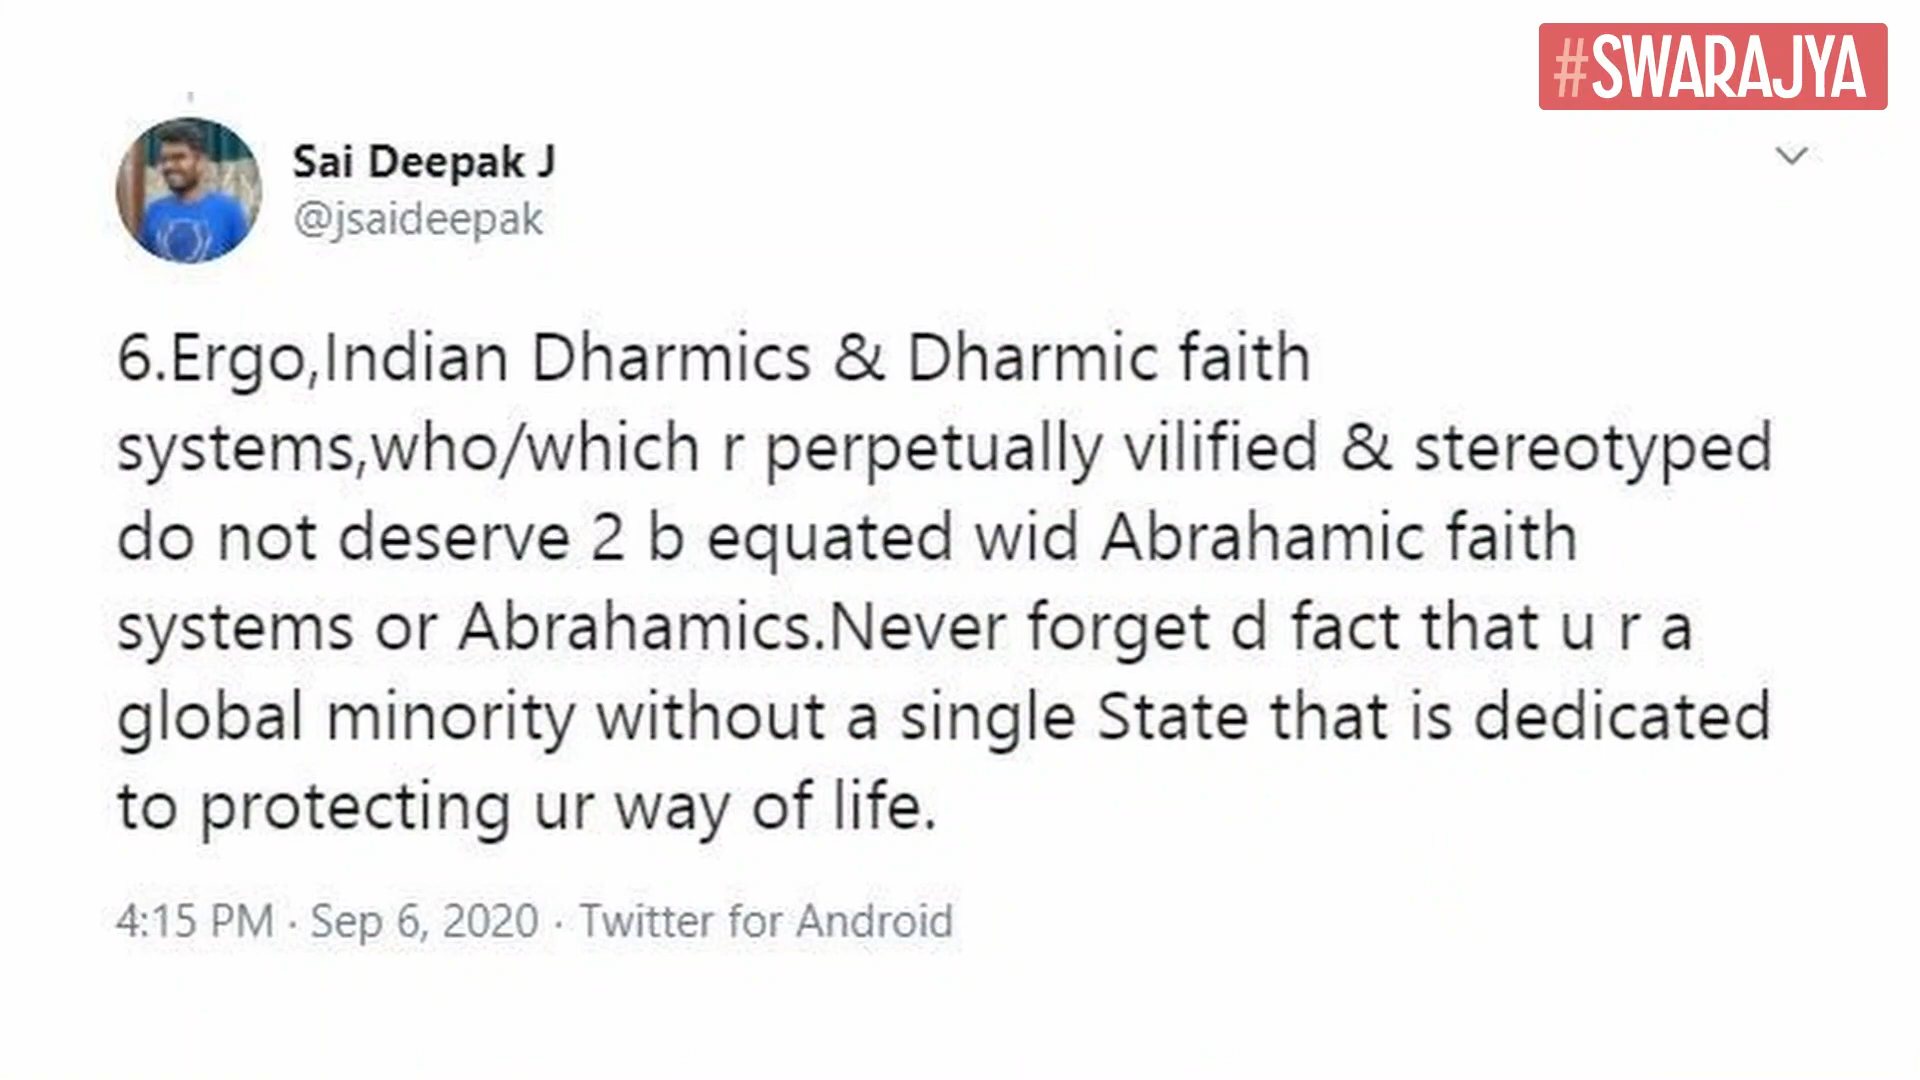 #SWARAJYA
Sai Deepak J
@jsaideepak
6.Ergo,Indian Dharmics & Dharmic faith
systems,who/which r perpetually vilified & stereotyped
do not deserve 2 b equated wid Abrahamic faith
systems or Abrahamics.Never forget d fact that u r a
global minority without a single State that is dedicated
to protecting ur way of life.
4:15 PM · Sep 6, 2020 · Twitter for Android